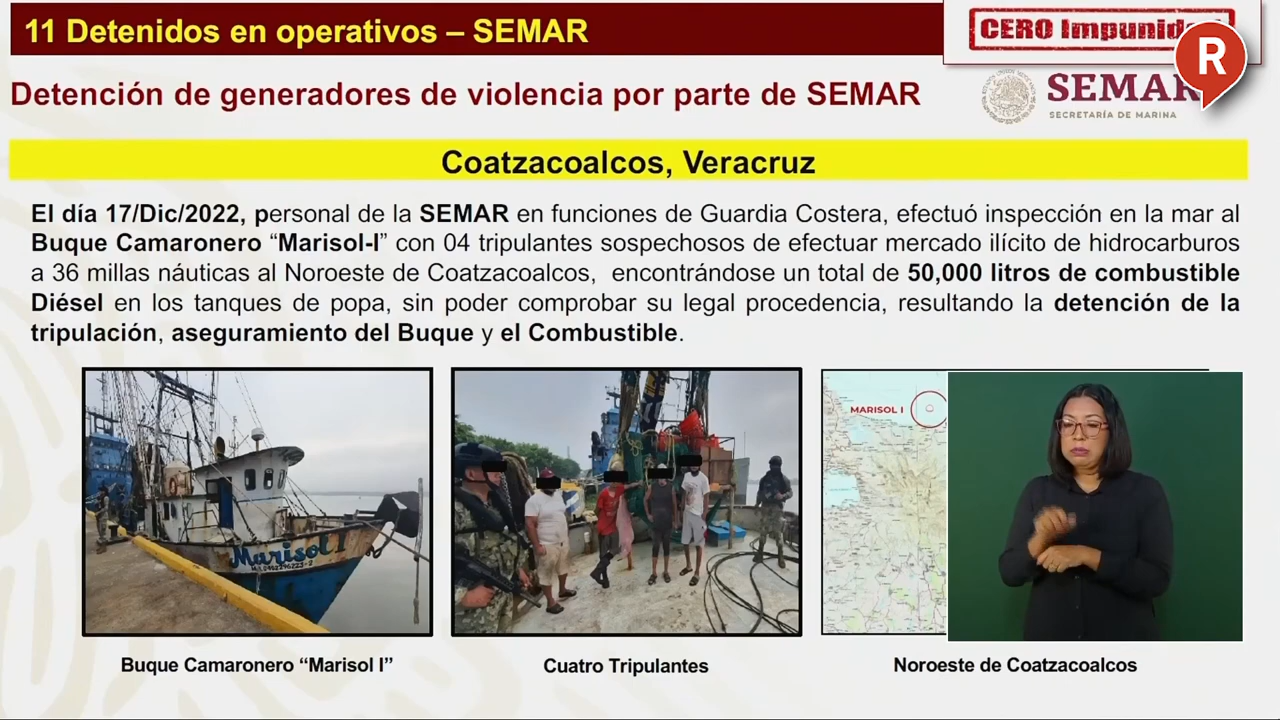 11 Detenidos en operativos – SEMAR
CERO Impunid
R
Detención de generadores de violencia por parte de SEMAR
SEMAR
SECRETARÍA DE MARINA
Coatzacoalcos, Veracruz
El día 17/Dic/2022, personal de la SEMAR en funciones de Guardia Costera, efectuó inspección en la mar al
Buque Camaronero “Marisol-I” con 04 tripulantes sospechosos de efectuar mercado ilícito de hidrocarburos
a 36 millas náuticas al Noroeste de Coatzacoalcos, encontrándose un total de 50,000 litros de combustible
Diésel en los tanques de popa, sin poder comprobar su legal procedencia, resultando la detención de la
tripulación, aseguramiento del Buque y el Combustible.
Marisol I
MARISOL I
Buque Camaronero “Marisol I”
Cuatro Tripulantes
Noroeste de Coatzacoalcos